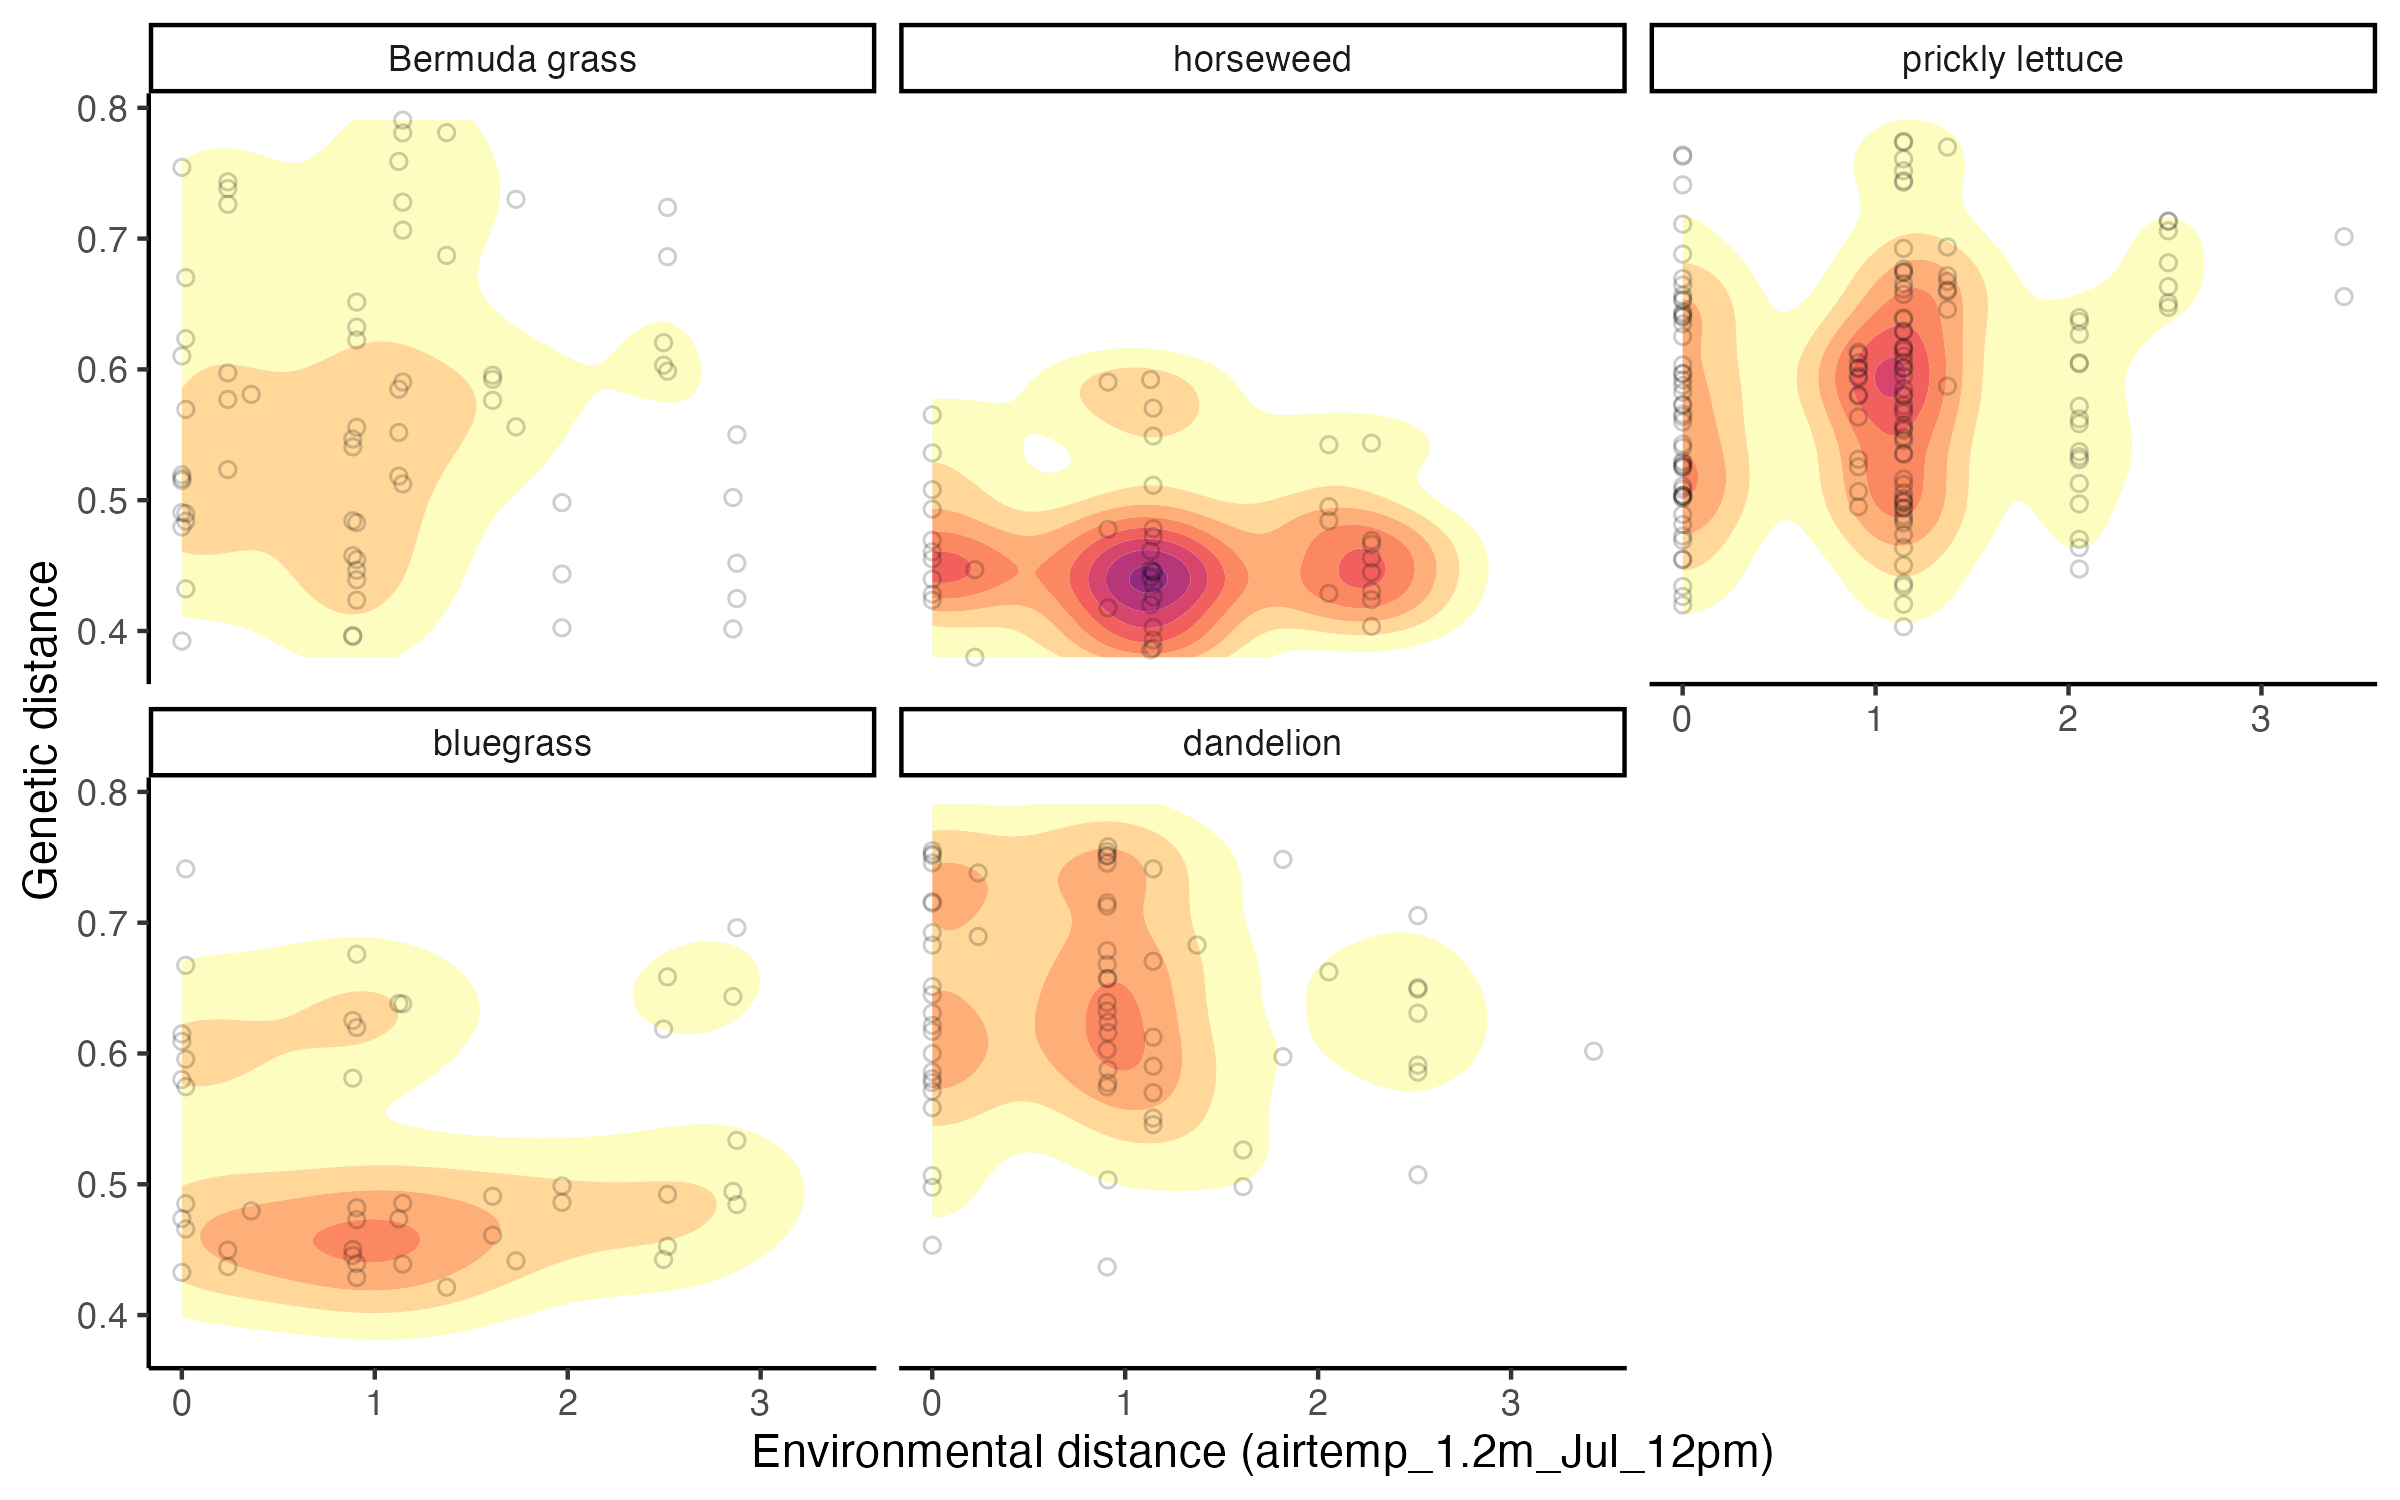 Bermuda grass
horseweed
prickly lettuce
0.8
0.7
0.6
0.5
0.4
0 1 2 3
bluegrass
dandelion
0.8
0.7
0.6
0.5
0.4
0 1 2 3
0 1 2 3
Genetic distance
Environmental distance (airtemp_1.2m_Jul_12pm)